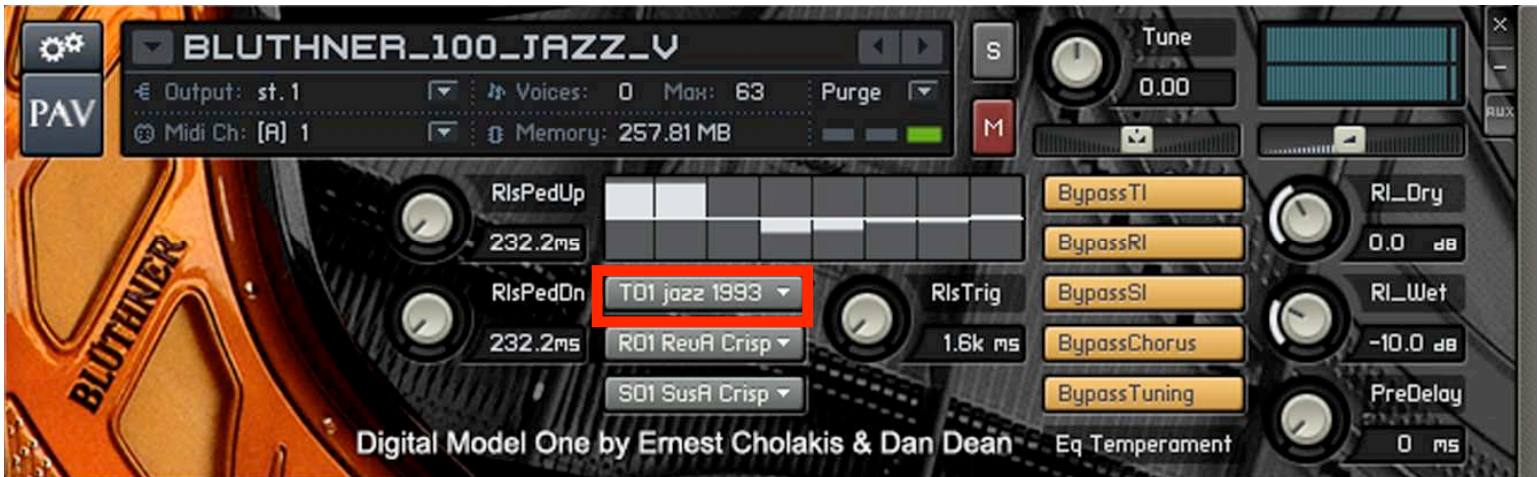 BLUTHNER_100_JAZZ_V
S
Tune
0.00
PAV
Output: st. 1
Voices: 0 Max: 63
Purge
Midi Ch: [A] 1
Memory: 257.81 MB
M
AUX
RlsPedUp
232.2ms
BypassTI
RI_Dry
0.0 dB
BypassRI
RlsPedDn
232.2ms
T01 jazz 1993
RlsTrig
1.6k ms
BypassSI
RI_Wet
-10.0 dB
R01 RevA Crisp
BypassChorus
S01 SusA Crisp
BypassTuning
PreDelay
0 ms
BLÜTHNER
Digital Model One by Ernest Cholakis & Dan Dean
Eq Temperament